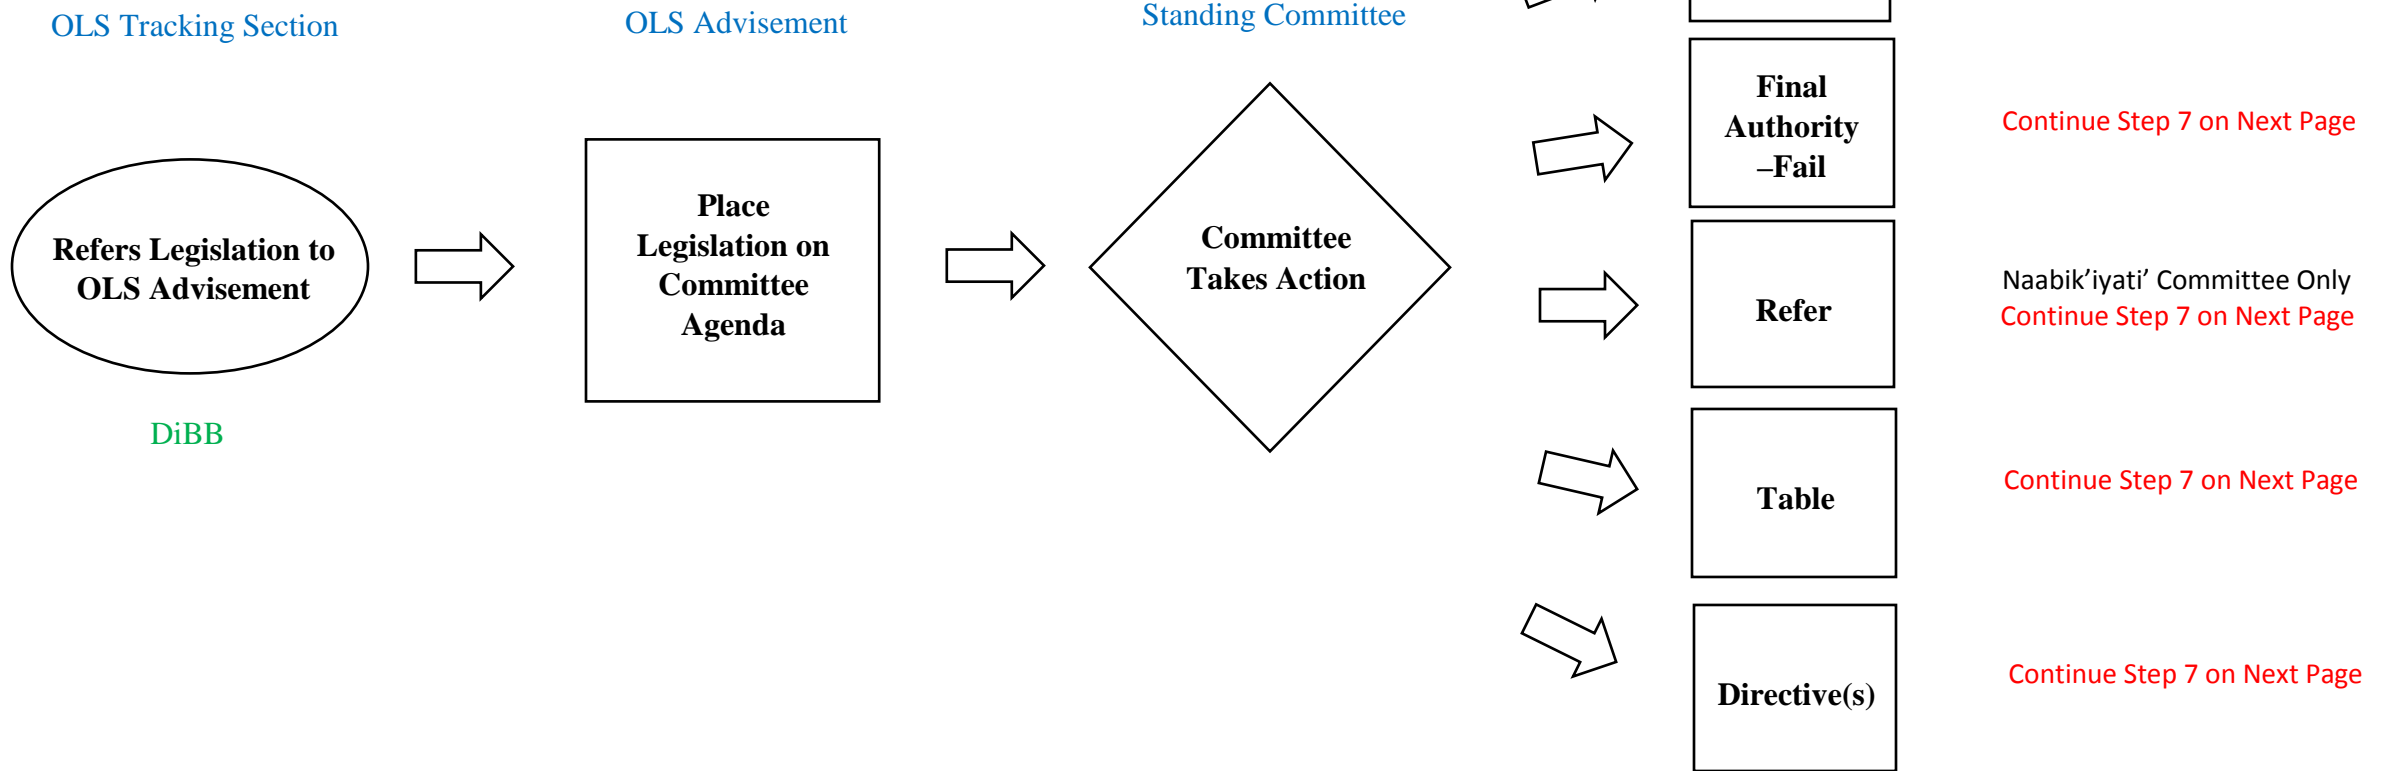 OLS Tracking Section
OLS Advisement
Standing Committee
Refers Legislation to
OLS Advisement
DiBB
Place
Legislation on
Committee
Agenda
Committee
Takes Action
Final
Authority
–Fail
Continue Step 7 on Next Page
Refer
Naabik’iyati’ Committee Only
Continue Step 7 on Next Page
Table
Continue Step 7 on Next Page
Directive(s)
Continue Step 7 on Next Page